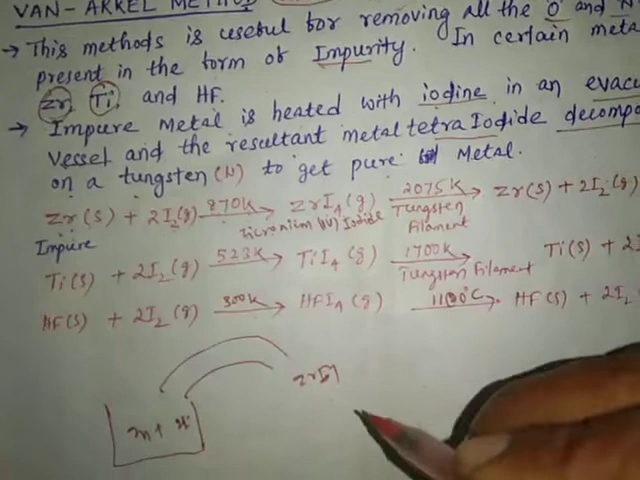 VAN-ARKEL METHOD
→ This methods is useful for removing all the O and N
present in the form of Impurity. In certain meta
Zr, Ti, and HF.
→ Impure Metal is heated with iodine in an evacu
vessel and the resultant metal tetra Iodide decompo
on a tungsten (W) to get pure Metal.
Zr(s) + 2I₂(g) 870K→ ZrI₄(g) 2075K→ Zr(s) + 2I₂(g)
Impure Zirconium (IV) Iodide Tungsten Filament
Ti(s) + 2I₂(g) 523K→ TiI₄(g) 1700K→ Ti(s) + 2I
Tungsten Filament
HF(s) + 2I₂(g) 300K→ HFI₄(g) 1100°C→ HF(s) + 2I₂
ZrI4
m +